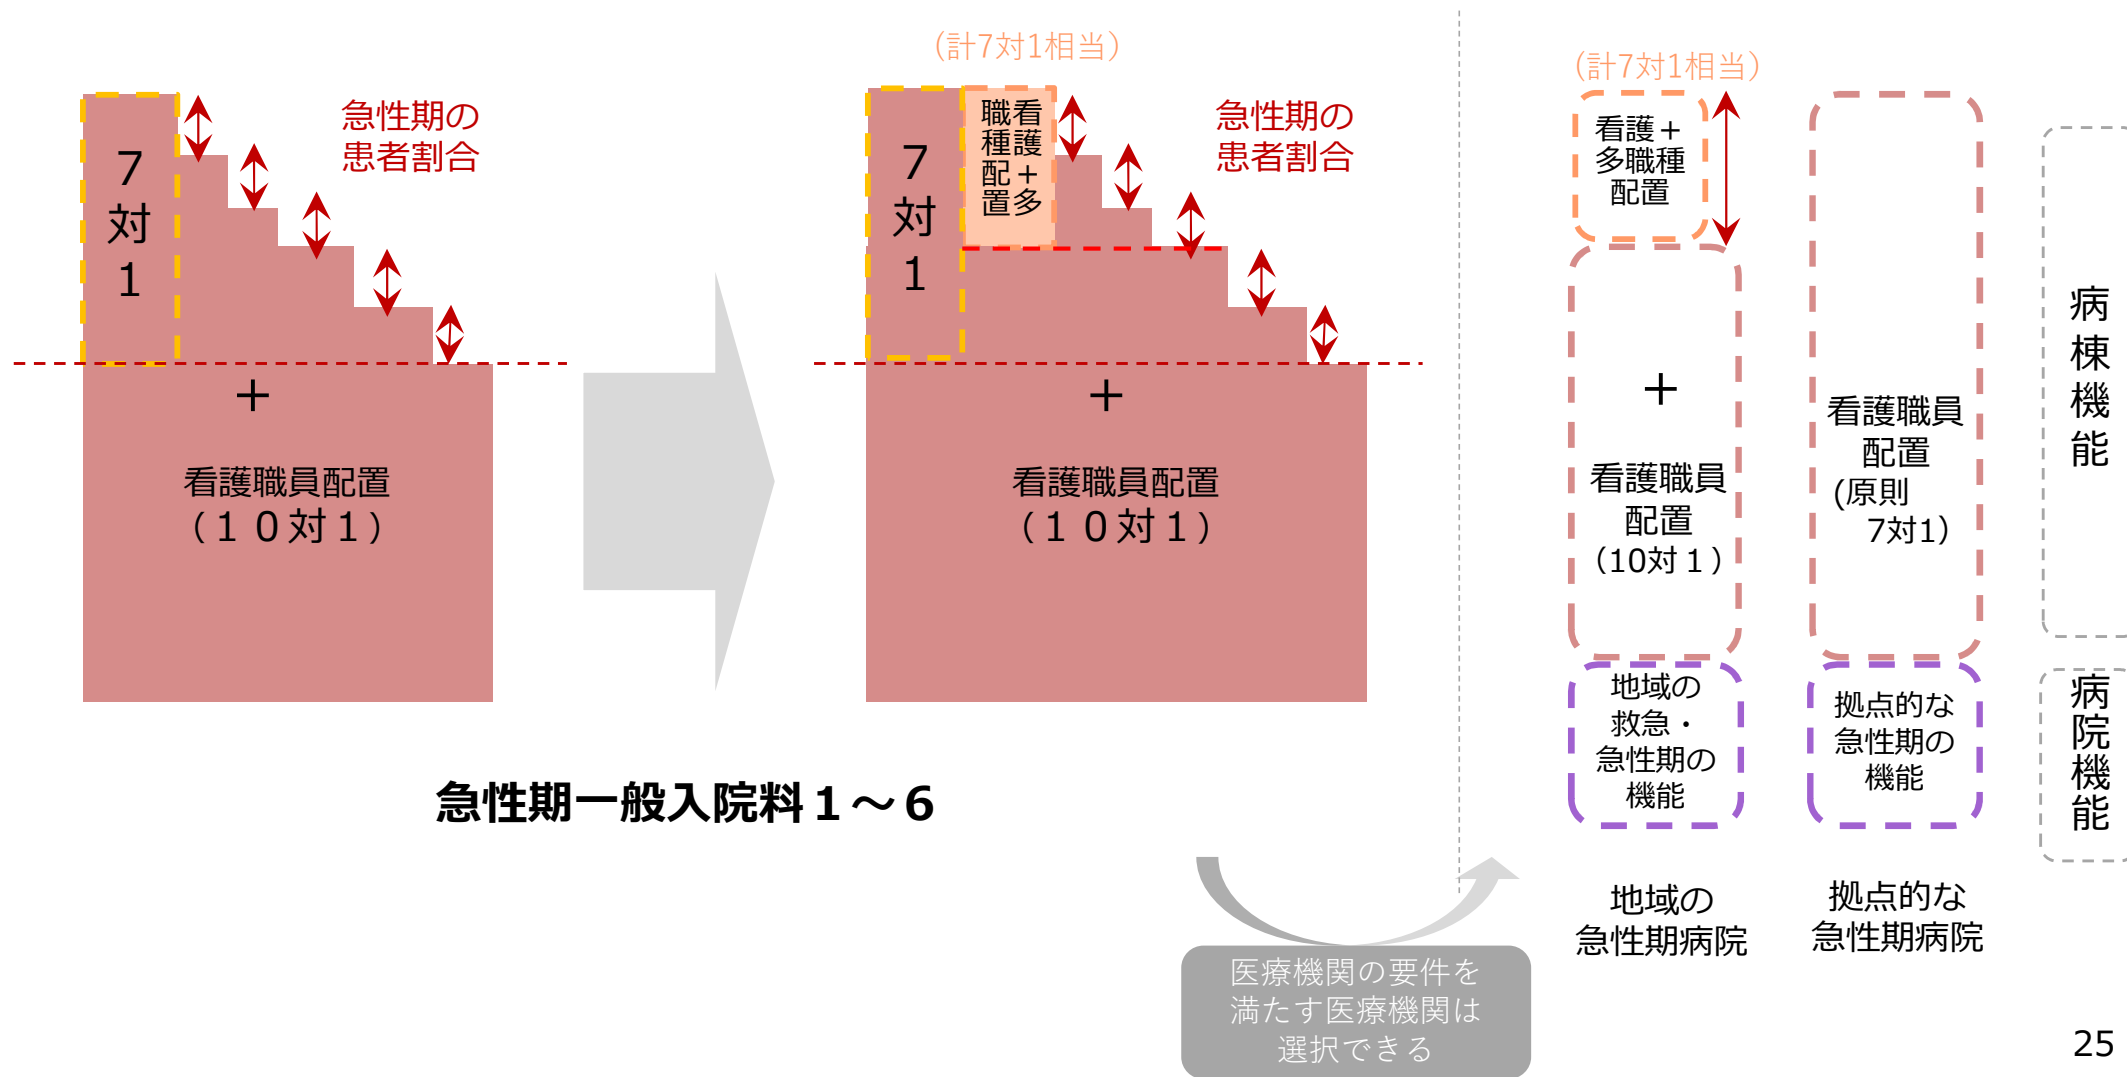 7
対
1
急性期の
患者割合
＋
看護職員配置
（１０対１）
（計7対1相当）
7
対
1
看護＋多
職種配置
急性期の
患者割合
＋
看護職員配置
（１０対１）
急性期一般入院料１～６
（計7対1相当）
看護＋
多職種
配置
＋
看護職員
配置
（10対１）
地域の
救急・
急性期の
機能
地域の
急性期病院
看護職員
配置
(原則
7対1）
拠点的な
急性期の
機能
拠点的な
急性期病院
病棟機能
病院機能
医療機関の要件を
満たす医療機関は
選択できる
25